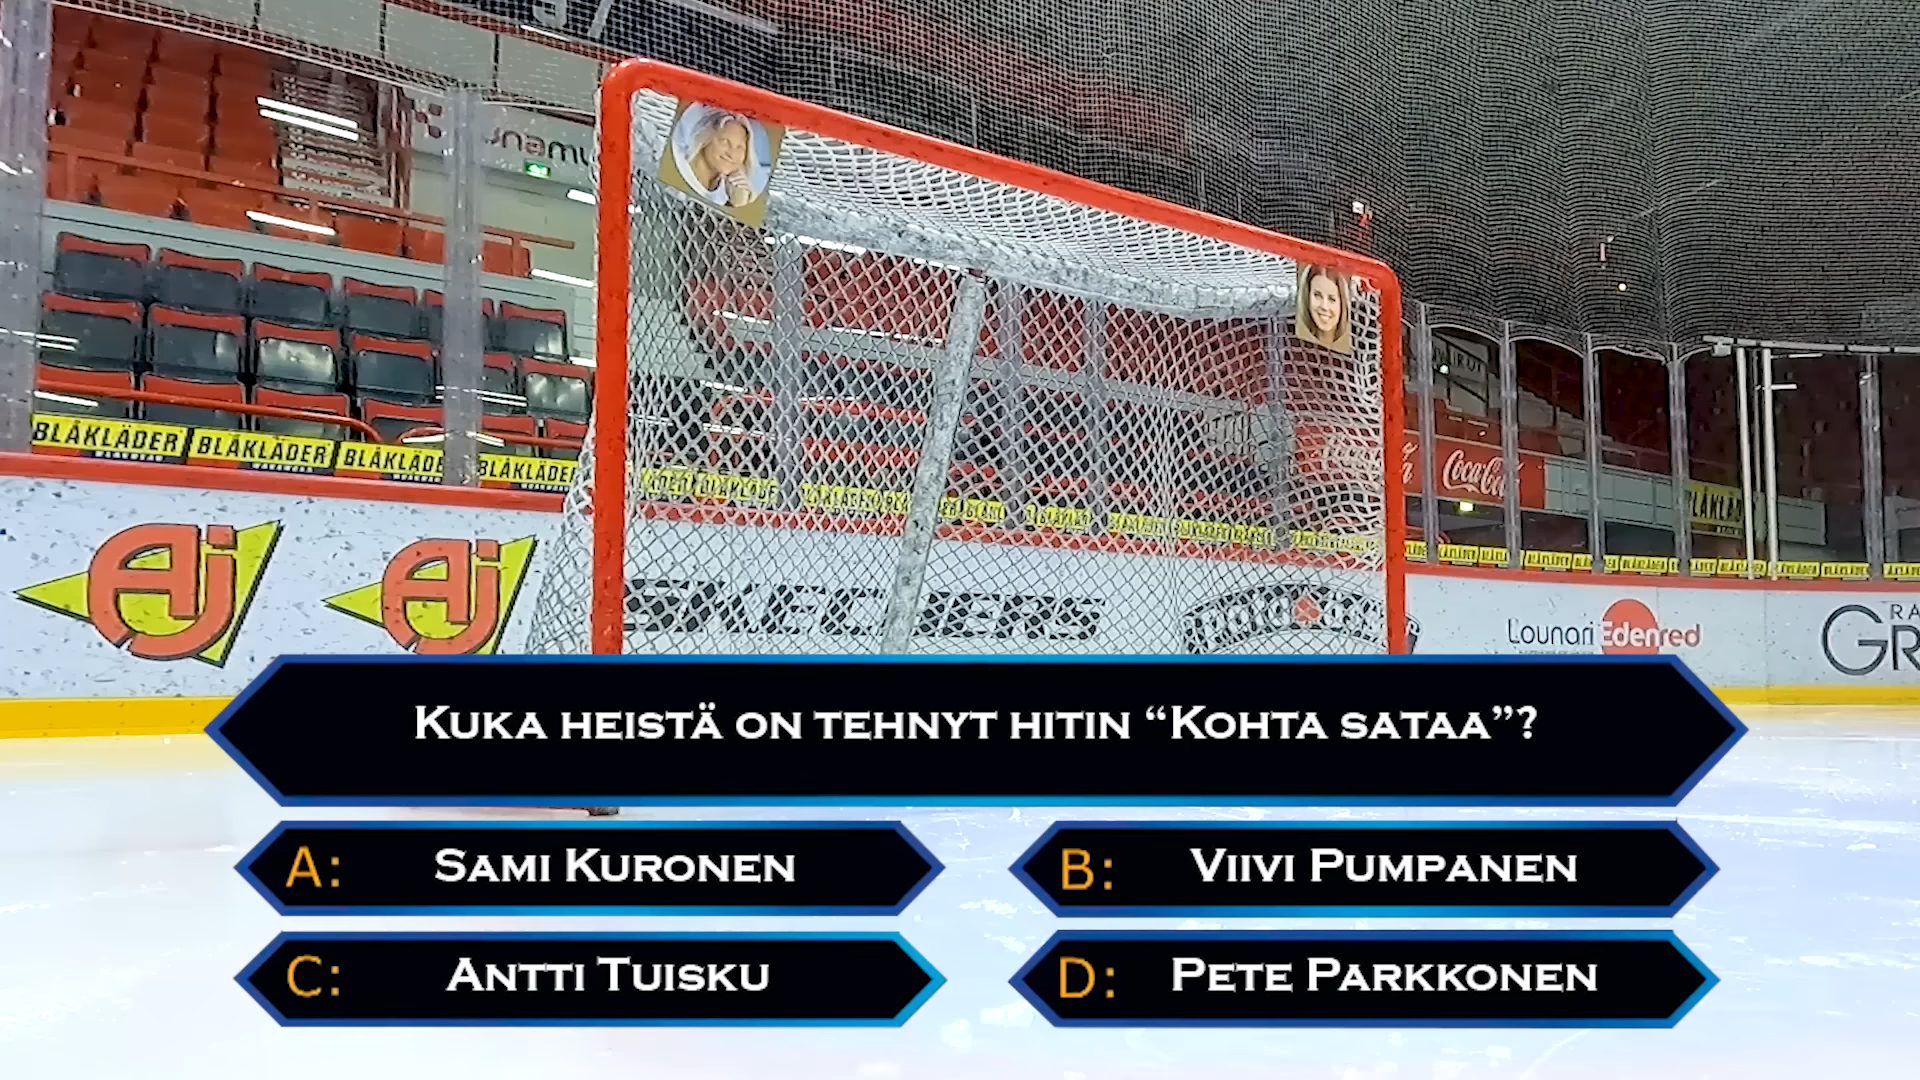 BLÅKLÄDER BLÅKLÄDER BLÅKLÄDER BLÅKLÄDER
Coca-Cola
BLÅKLÄDER
Aj Aj
SKECHERS
Lounari Edenred
Kuka heistä on tehnyt hitin “Kohta sataa”?
A: Sami Kuronen
B: Viivi Pumpanen
C: Antti Tuisku
D: Pete Parkkonen